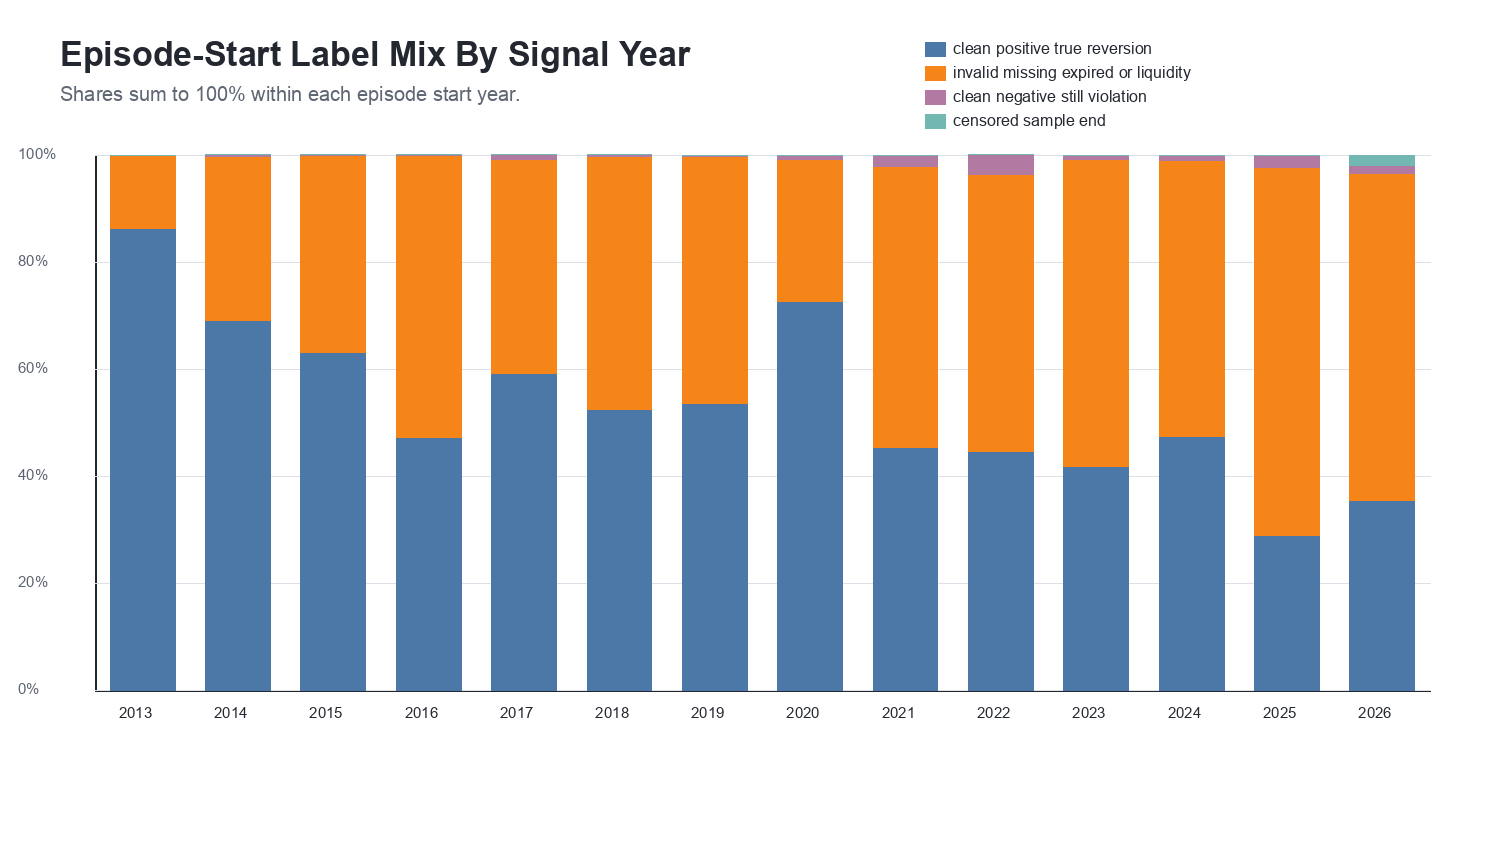 Episode-Start Label Mix By Signal Year
Shares sum to 100% within each episode start year.
clean positive true reversion
invalid missing expired or liquidity
clean negative still violation
censored sample end
100%
80%
60%
40%
20%
0%
2013 2014 2015 2016 2017 2018 2019 2020 2021 2022 2023 2024 2025 2026